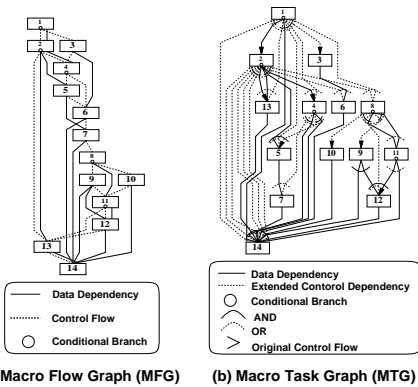 1
2
3
4
5
6
7
8
9
10
11
12
13
14
Data Dependency
Control Flow
Conditional Branch
Macro Flow Graph (MFG)
1
2
3
13
4
6
8
5
10
9
11
7
12
14
Data Dependency
Extended Contorol Dependency
Conditional Branch
AND
OR
Original Control Flow
(b) Macro Task Graph (MTG)